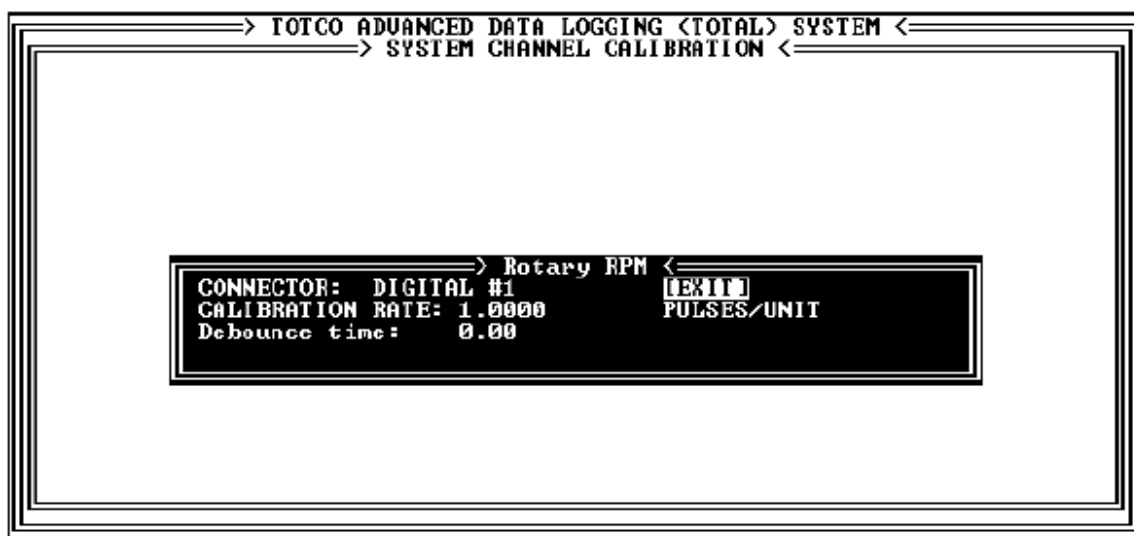 > TOTCO ADVANCED DATA LOGGING (TOTAL) SYSTEM <
> SYSTEM CHANNEL CALIBRATION <
> Rotary RPM <
CONNECTOR: DIGITAL #1 [EXIT]
CALIBRATION RATE: 1.0000 PULSES/UNIT
Debounce time: 0.00